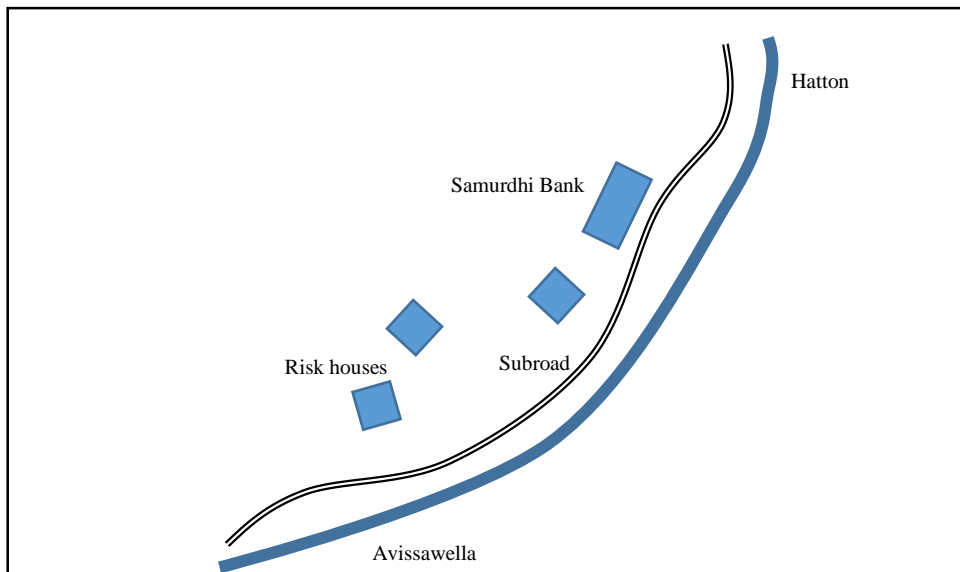 Hatton
Samurdhi Bank
Risk houses
Subroad
Avissawella